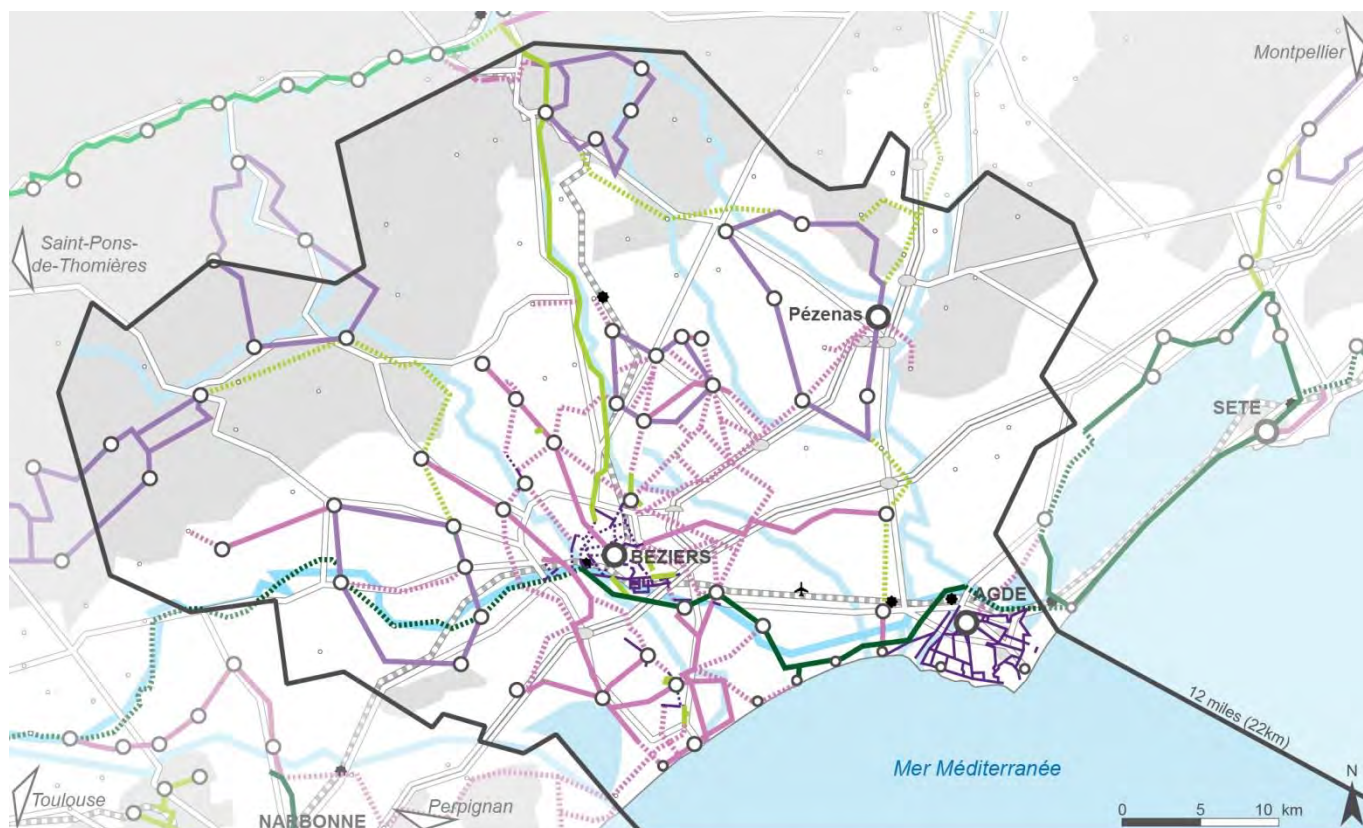 Montpellier
Saint-Pons-
de-Thomières
Pézenas
SETE
BEZIERS
AGDE
12 miles (22km)
Mer Méditerranée
N
Toulouse
Perpignan
NARBONNE
0 5 10 km